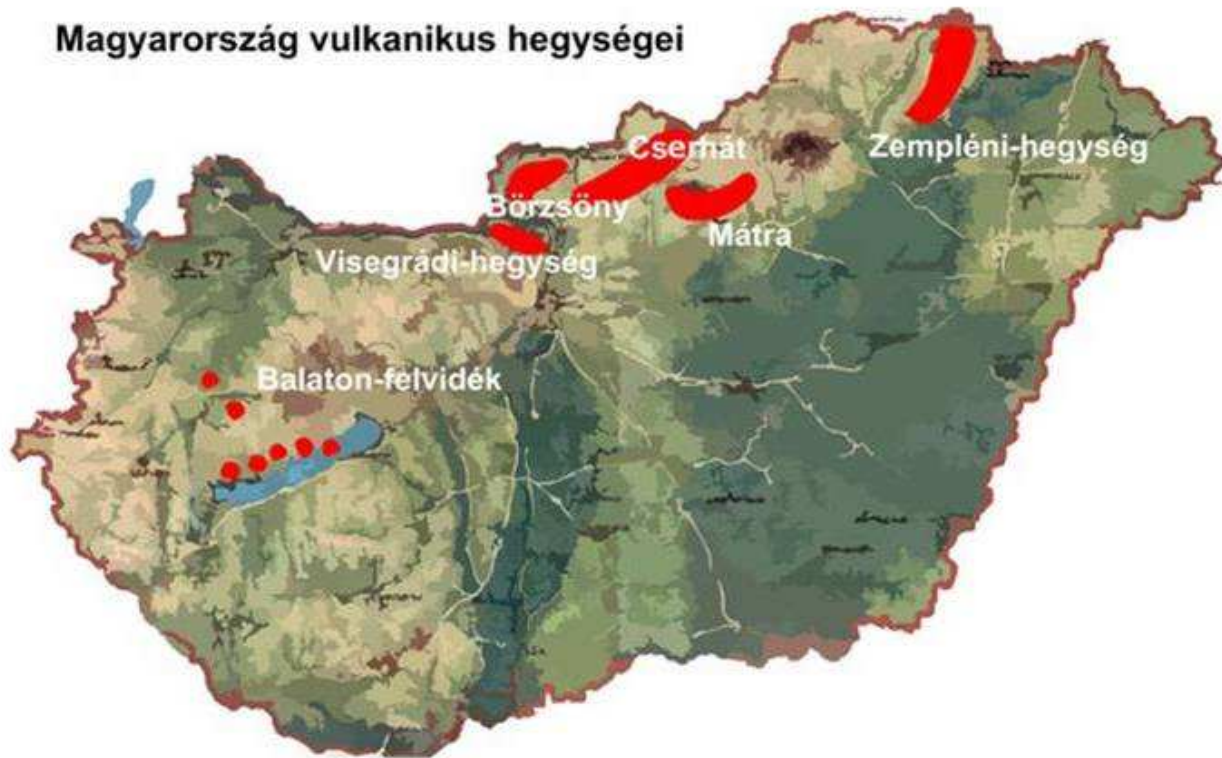 Magyarország vulkanikus hegységei
Cserhát
Zempléni-hegység
Börzsöny
Mátra
Visegrádi-hegység
Balaton-felvidék